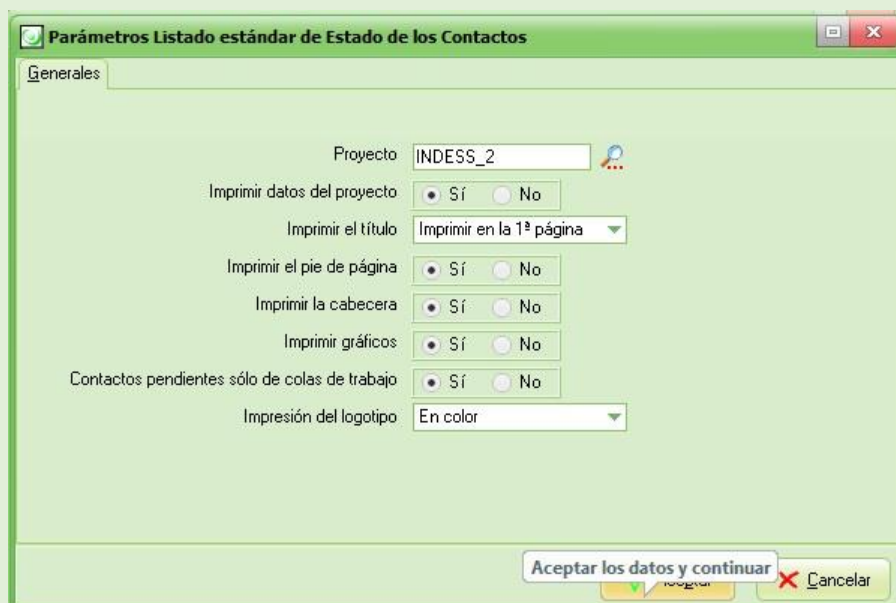 Parámetros Listado estándar de Estado de los Contactos
Generales
Proyecto INDESS_2
Imprimir datos del proyecto Sí No
Imprimir el título Imprimir en la 1ª página
Imprimir el pie de página Sí No
Imprimir la cabecera Sí No
Imprimir gráficos Sí No
Contactos pendientes sólo de colas de trabajo Sí No
Impresión del logotipo En color
Aceptar los datos y continuar
Cancelar